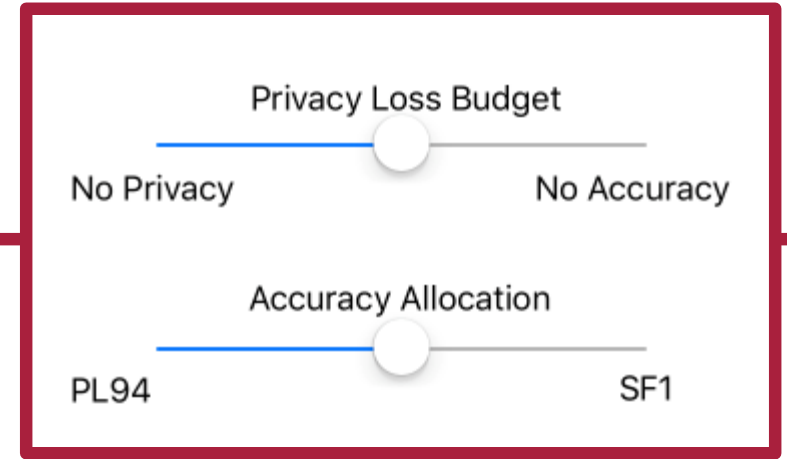 Privacy Loss Budget
No Privacy No Accuracy
Accuracy Allocation
PL94 SF1